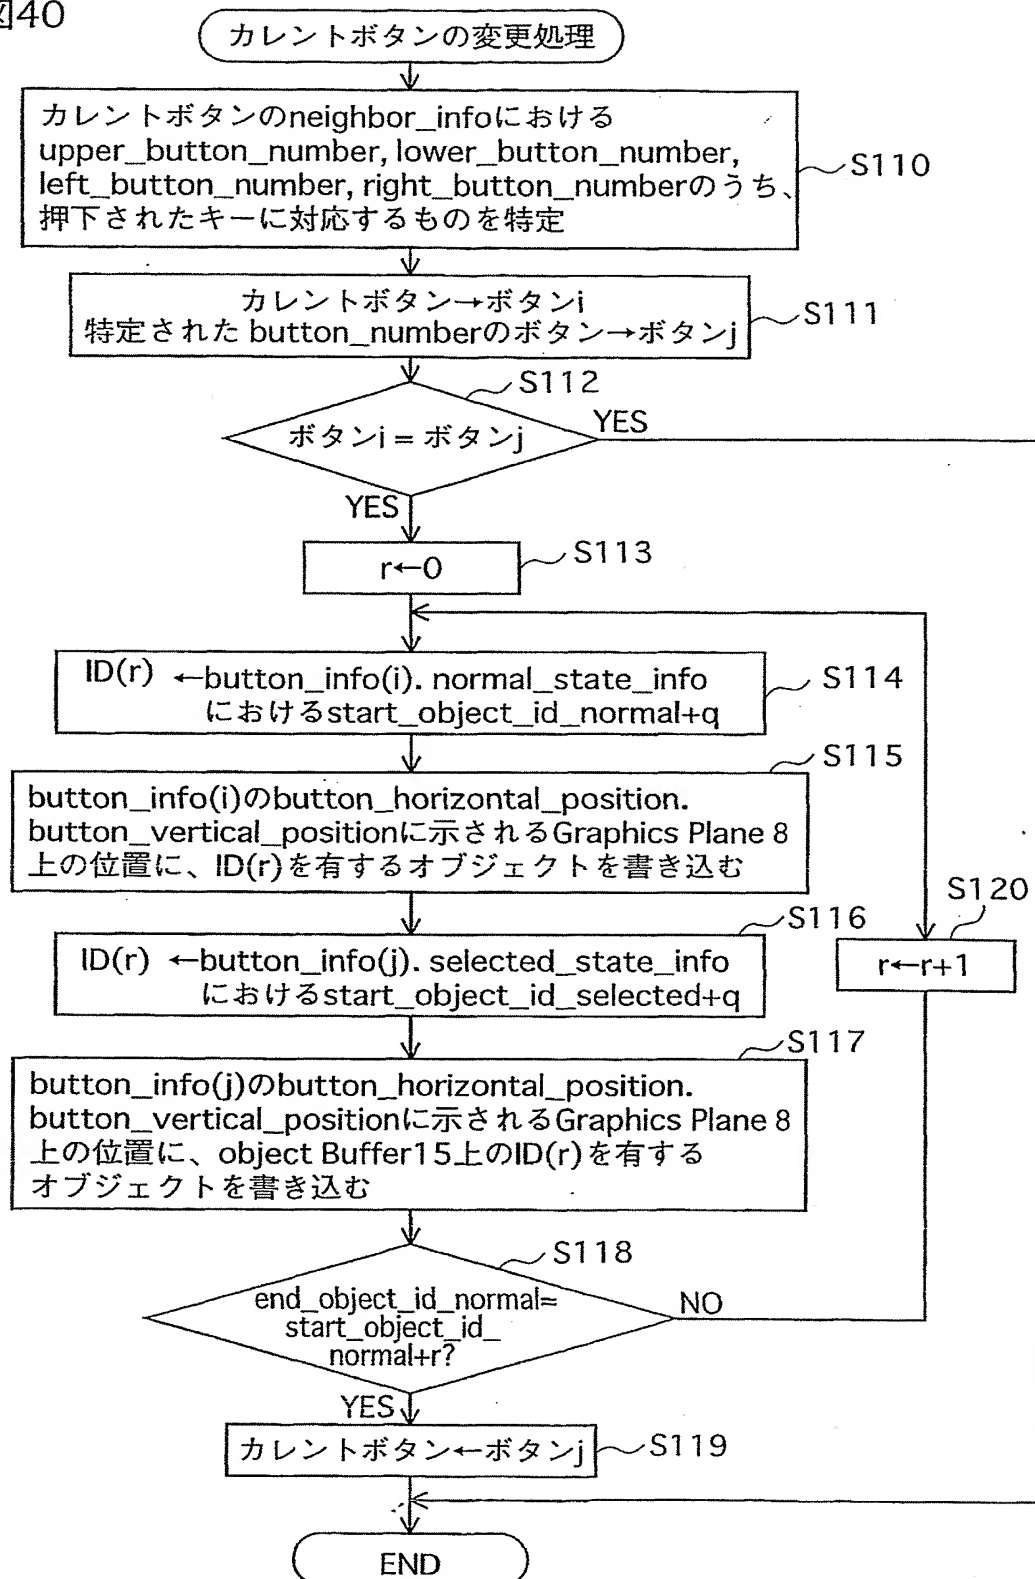 図40
カレントボタンの変更処理
カレントボタンのneighbor_infoにおける
upper_button_number, lower_button_number,
left_button_number, right_button_numberのうち、
押下されたキーに対応するものを特定
S110
カレントボタン→ボタンi
特定された button_numberのボタン→ボタンj
S111
S112
ボタンi = ボタンj
YES
YES
r←0
S113
ID(r) ←button_info(i). normal_state_info
におけるstart_object_id_normal+q
S114
S115
button_info(i)のbutton_horizontal_position.
button_vertical_positionに示されるGraphics Plane 8
上の位置に、ID(r)を有するオブジェクトを書き込む
S116
ID(r) ←button_info(j). selected_state_info
におけるstart_object_id_selected+q
S120
r←r+1
S117
button_info(j)のbutton_horizontal_position.
button_vertical_positionに示されるGraphics Plane 8
上の位置に、object Buffer15上のID(r)を有する
オブジェクトを書き込む
S118
end_object_id_normal=
start_object_id_
normal+r?
NO
YES
カレントボタン←ボタンj
S119
END